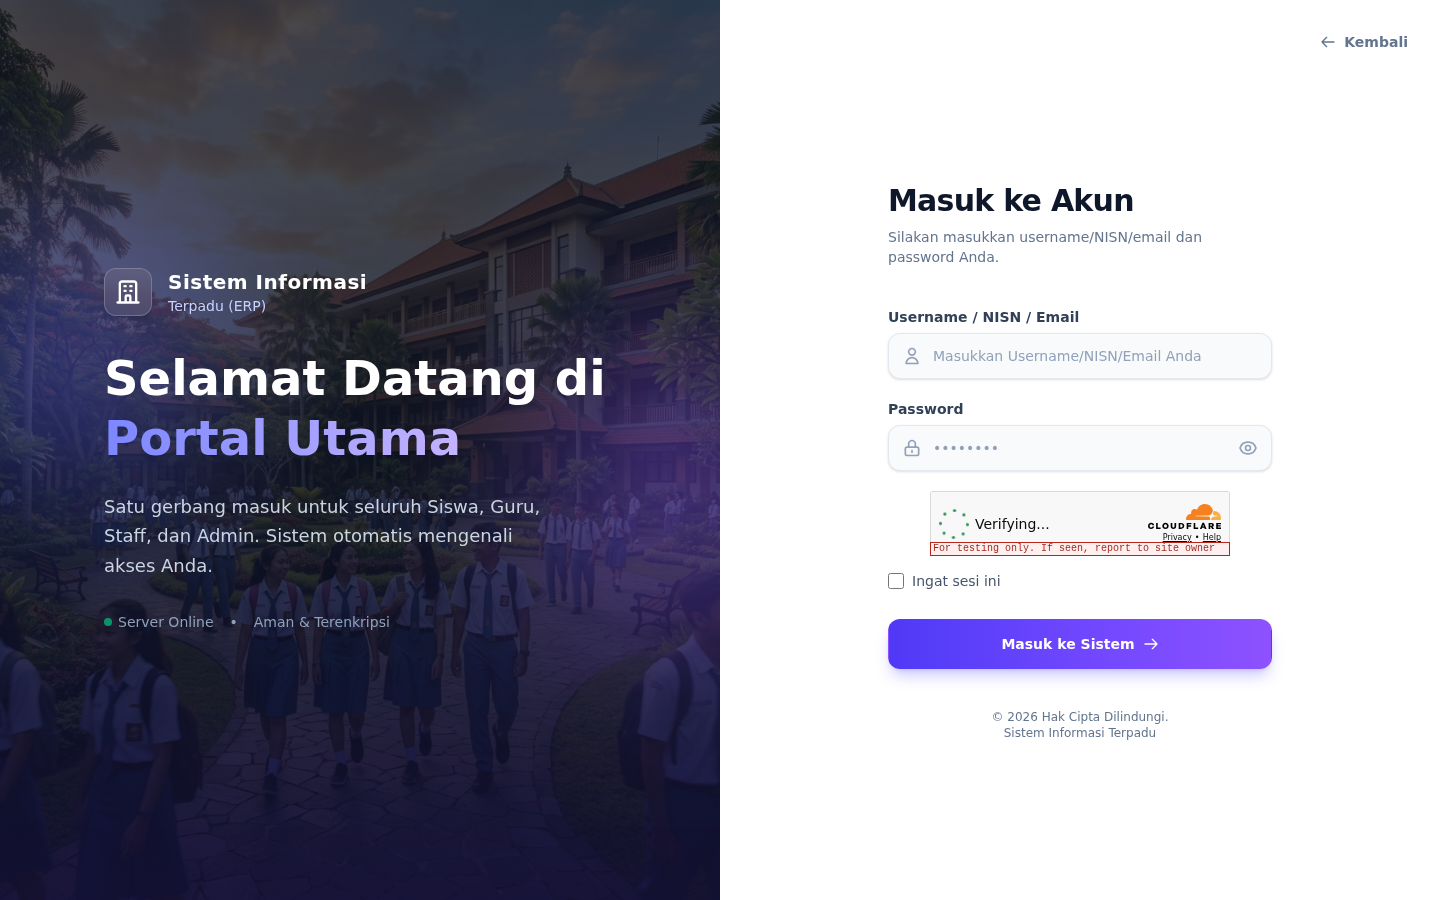 Kembali
Sistem Informasi
Terpadu (ERP)
Selamat Datang di
Portal Utama
Satu gerbang masuk untuk seluruh Siswa, Guru,
Staff, dan Admin. Sistem otomatis mengenali
akses Anda.
Server Online • Aman & Terenkripsi
Masuk ke Akun
Silakan masukkan username/NISN/email dan
password Anda.
Username / NISN / Email
Masukkan Username/NISN/Email Anda
Password
••••••••
Verifying...
CLOUDFLARE
Privacy • Help
For testing only. If seen, report to site owner
Ingat sesi ini
Masuk ke Sistem
© 2026 Hak Cipta Dilindungi.
Sistem Informasi Terpadu